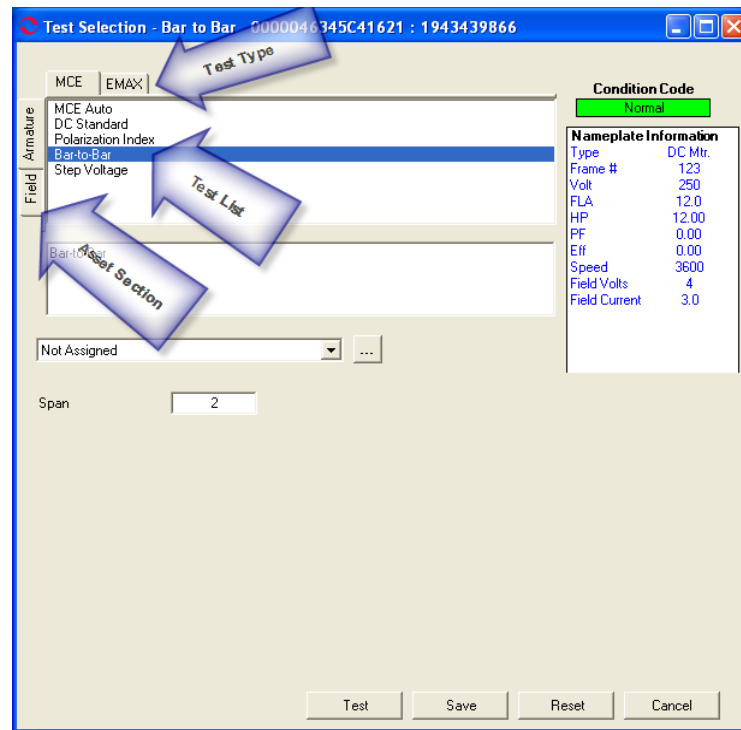 Test Selection - Bar to Bar 0000046345C41621 : 1943439866
Test Type
MCE EMAX
Condition Code
Normal
Armature
Field
MCE Auto
DC Standard
Polarization Index
Bar-to-Bar
Step Voltage
Test List
Asset Section
Bar-to-Bar
Nameplate Information
Type DC Mtr.
Frame # 123
Volt 250
FLA 12.0
HP 12.00
PF 0.00
Eff 0.00
Speed 3600
Field Volts 4
Field Current 3.0
Not Assigned ...
Span 2
Test Save Reset Cancel